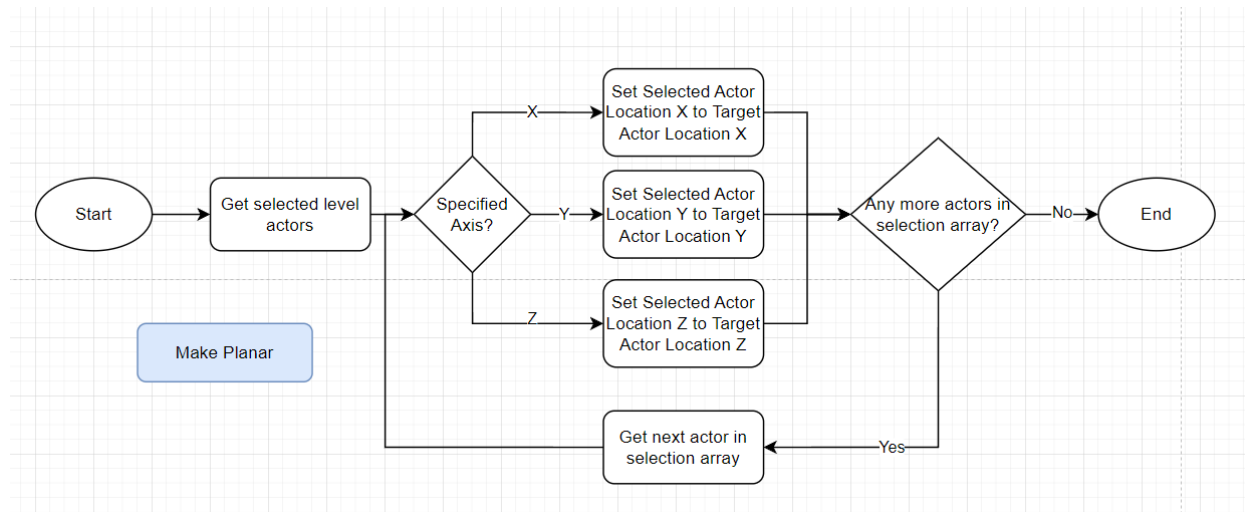 Start
Get selected level
actors
Specified
Axis?
X
Set Selected Actor
Location X to Target
Actor Location X
Y
Set Selected Actor
Location Y to Target
Actor Location Y
Z
Set Selected Actor
Location Z to Target
Actor Location Z
Any more actors in
selection array?
No
End
Make Planar
Yes
Get next actor in
selection array